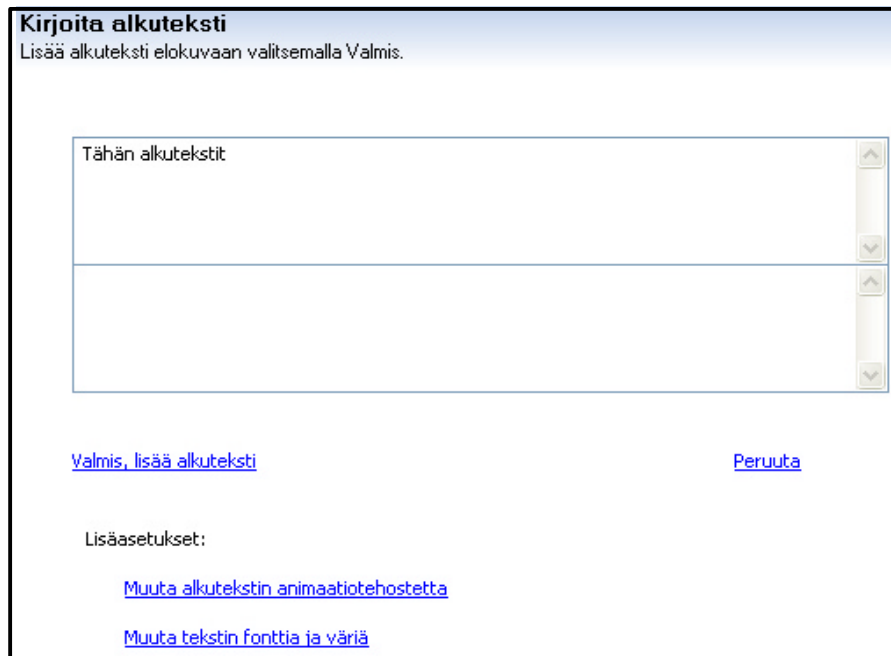 Kirjoita alkuteksti
Lisää alkuteksti elokuvaan valitsemalla Valmis.
Tähän alkutekstit
Valmis, lisää alkuteksti
Peruuta
Lisäasetukset:
Muuta alkutekstin animaatiotehostetta
Muuta tekstin fonttia ja väriä